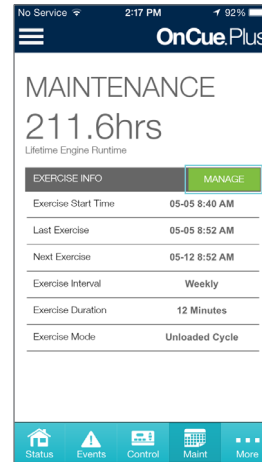 No Service 2:17 PM 92%
OnCue.Plus
MAINTENANCE
211.6hrs
Lifetime Engine Runtime
EXERCISE INFO MANAGE
Exercise Start Time 05-05 8:40 AM
Last Exercise 05-05 8:52 AM
Next Exercise 05-12 8:52 AM
Exercise Interval Weekly
Exercise Duration 12 Minutes
Exercise Mode Unloaded Cycle
Status Events Control Maint More